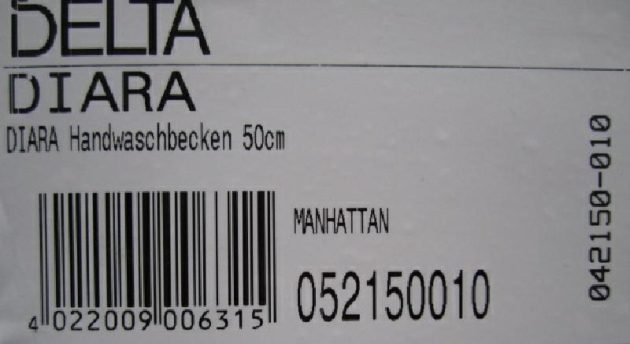 DELTA
DIARA
DIARA Handwaschbecken 50cm
MANHATTAN
052150010
4 022009 006315
042150-010